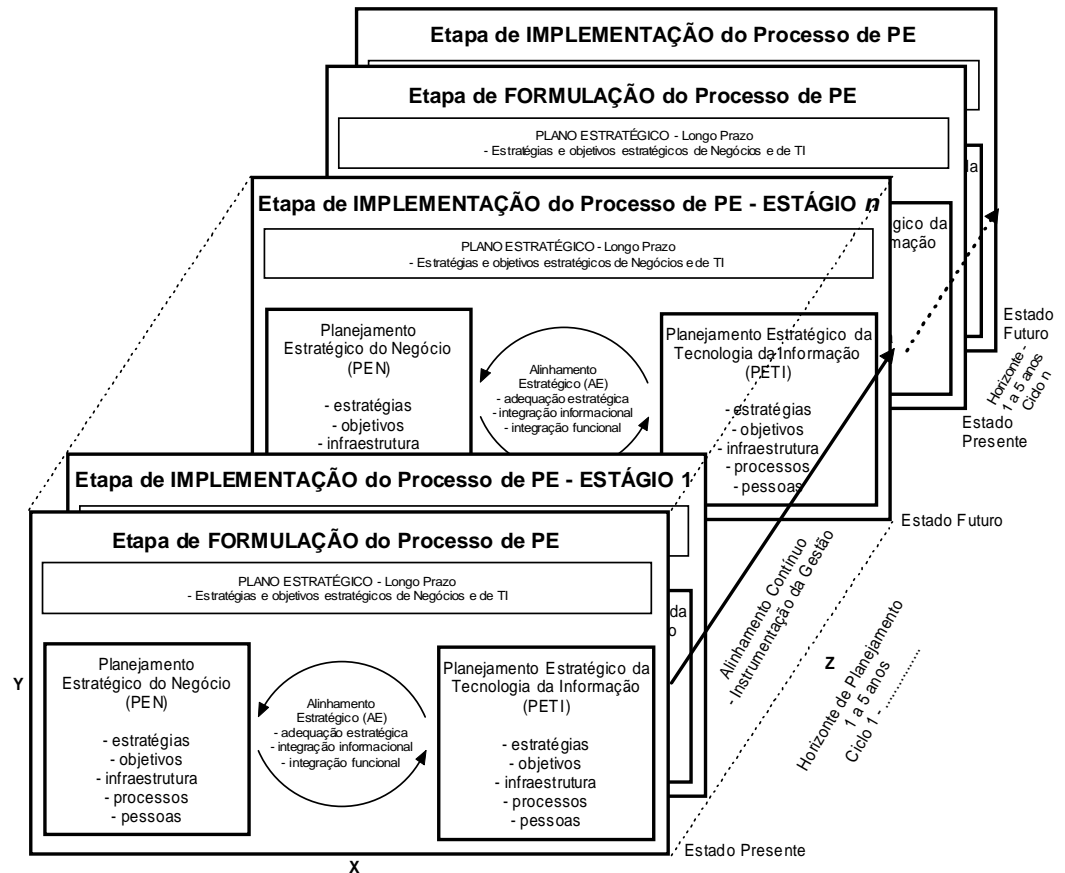 Etapa de IMPLEMENTAÇÃO do Processo de PE
Etapa de FORMULAÇÃO do Processo de PE
PLANO ESTRATÉGICO - Longo Prazo
- Estratégias e objetivos estratégicos de Negócios e de TI
Etapa de IMPLEMENTAÇÃO do Processo de PE - ESTÁGIO n
PLANO ESTRATÉGICO - Longo Prazo
- Estratégias e objetivos estratégicos de Negócios e de TI
Planejamento
Estratégico do Negócio
(PEN)
- estratégias
- objetivos
- infraestrutura
Alinhamento
Estratégico (AE)
- adequação estratégica
- integração informacional
- integração funcional
Planejamento Estratégico da
Tecnologia da Informação
(PETI)
- estratégias
- objetivos
- infraestrutura
- processos
- pessoas
da
gico da
mação
Estado
Futuro
Horizonte -
1 a 5 anos
Ciclo n
Estado
Presente
Estado Futuro
Etapa de IMPLEMENTAÇÃO do Processo de PE - ESTÁGIO 1
da
o
Etapa de FORMULAÇÃO do Processo de PE
PLANO ESTRATÉGICO - Longo Prazo
- Estratégias e objetivos estratégicos de Negócios e de TI
Planejamento
Estratégico do Negócio
(PEN)
- estratégias
- objetivos
- infraestrutura
- processos
- pessoas
Alinhamento
Estratégico (AE)
- adequação estratégica
- integração informacional
- integração funcional
Planejamento Estratégico da
Tecnologia da Informação
(PETI)
- estratégias
- objetivos
- infraestrutura
- processos
- pessoas
Alinhamento Contínuo
- Instrumentação da Gestão
Z
Horizonte de Planejamento
1 a 5 anos
Ciclo 1 - ................
Y
Estado Presente
X